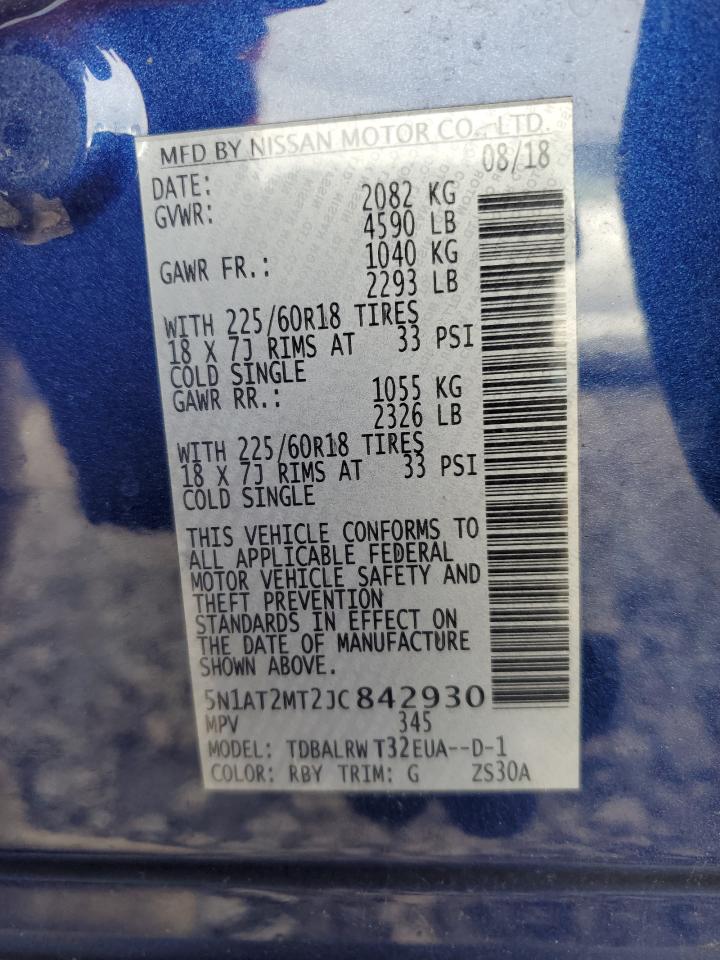 MFD BY NISSAN MOTOR CO., LTD.
DATE: 08/18
GVWR: 2082 KG
4590 LB
GAWR FR.: 1040 KG
2293 LB
WITH 225/60R18 TIRES
18 X 7J RIMS AT 33 PSI
COLD SINGLE
GAWR RR.: 1055 KG
2326 LB
WITH 225/60R18 TIRES
18 X 7J RIMS AT 33 PSI
COLD SINGLE
THIS VEHICLE CONFORMS TO
ALL APPLICABLE FEDERAL
MOTOR VEHICLE SAFETY AND
THEFT PREVENTION
STANDARDS IN EFFECT ON
THE DATE OF MANUFACTURE
SHOWN ABOVE.
5N1AT2MT2JC842930
MPV 345
MODEL: TDBALRW T32EUA--D-1
COLOR: RBY TRIM: G ZS30A